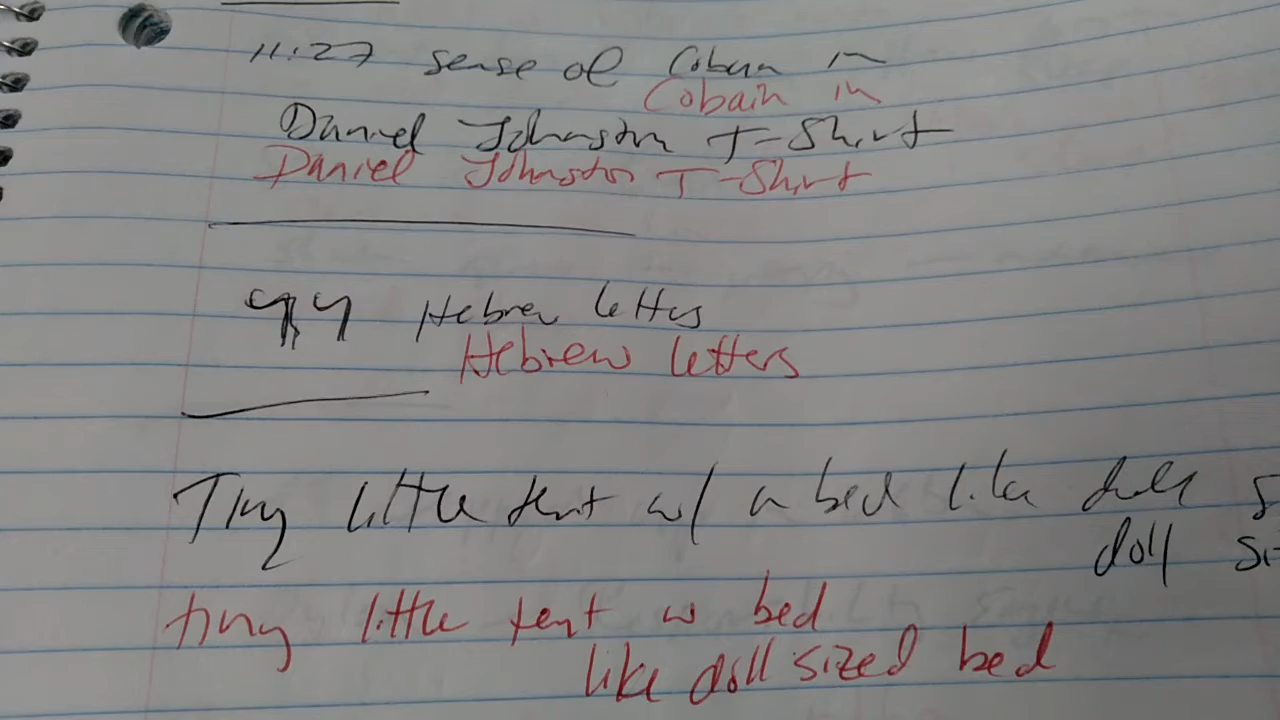 11:27 sense of Cobain in
Cobain in
Daniel Johnston T-Shirt
Daniel Johnston T-Shirt
Hebrew letters
Hebrew letters
Tiny little tent w/ a bed like doll
doll
tiny little tent w bed
like doll sized bed